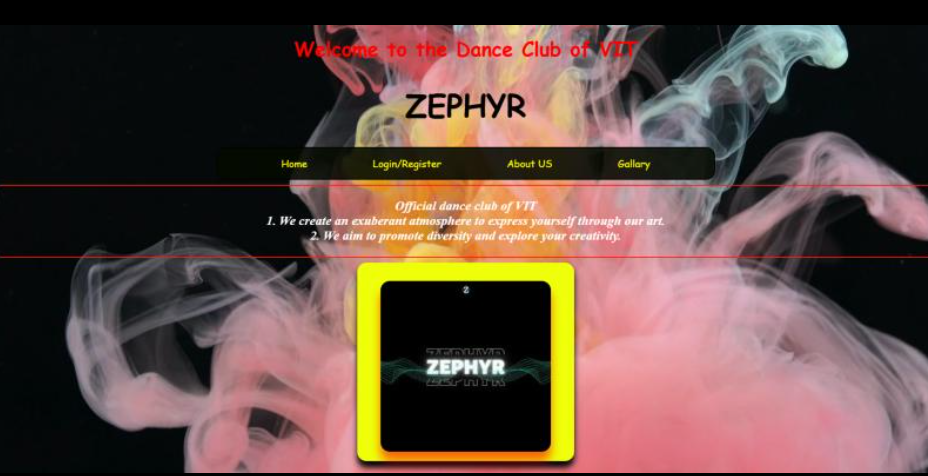 Welcome to the Dance Club of VIT
ZEPHYR
Home Login/Register About US Gallary
Official dance club of VIT
1. We create an exuberant atmosphere to express yourself through our art.
2. We aim to promote diversity and explore your creativity.
Z
ZEPHYR
ZEPHYR
ZEPHYR